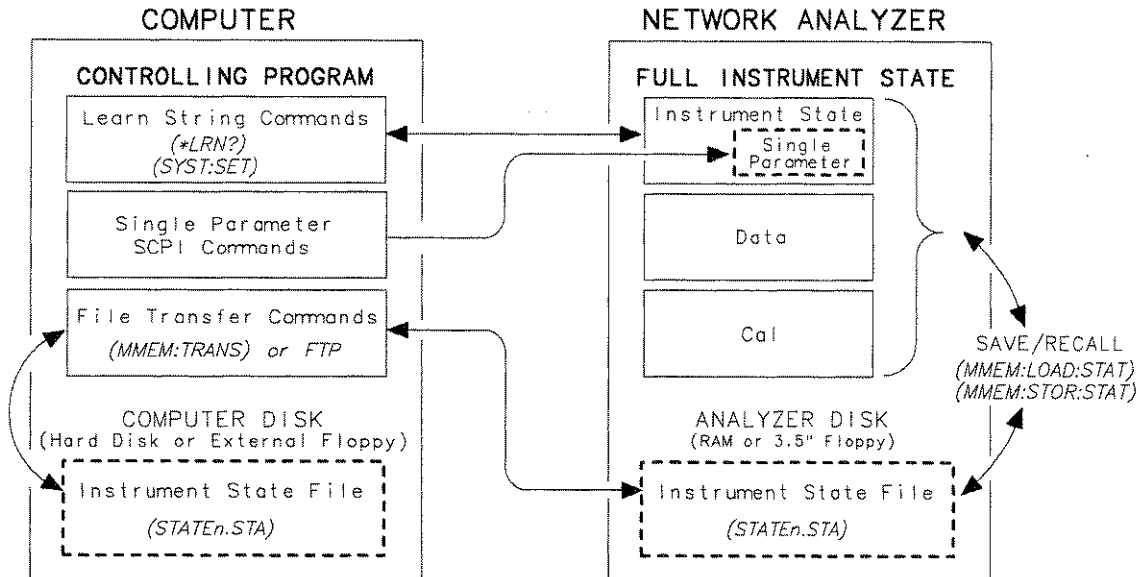 COMPUTER
CONTROLLING PROGRAM
Learn String Commands
(*LRN?)
(SYST:SET)
Single Parameter
SCPI Commands
File Transfer Commands
(MMEM:TRANS) or FTP
COMPUTER DISK
(Hard Disk or External Floppy)
Instrument State File
(STATEn.STA)
NETWORK ANALYZER
FULL INSTRUMENT STATE
Instrument State
Single
Parameter
Data
Cal
ANALYZER DISK
(RAM or 3.5" Floppy)
Instrument State File
(STATEn.STA)
SAVE/RECALL
(MMEM:LOAD:STAT)
(MMEM:STOR:STAT)